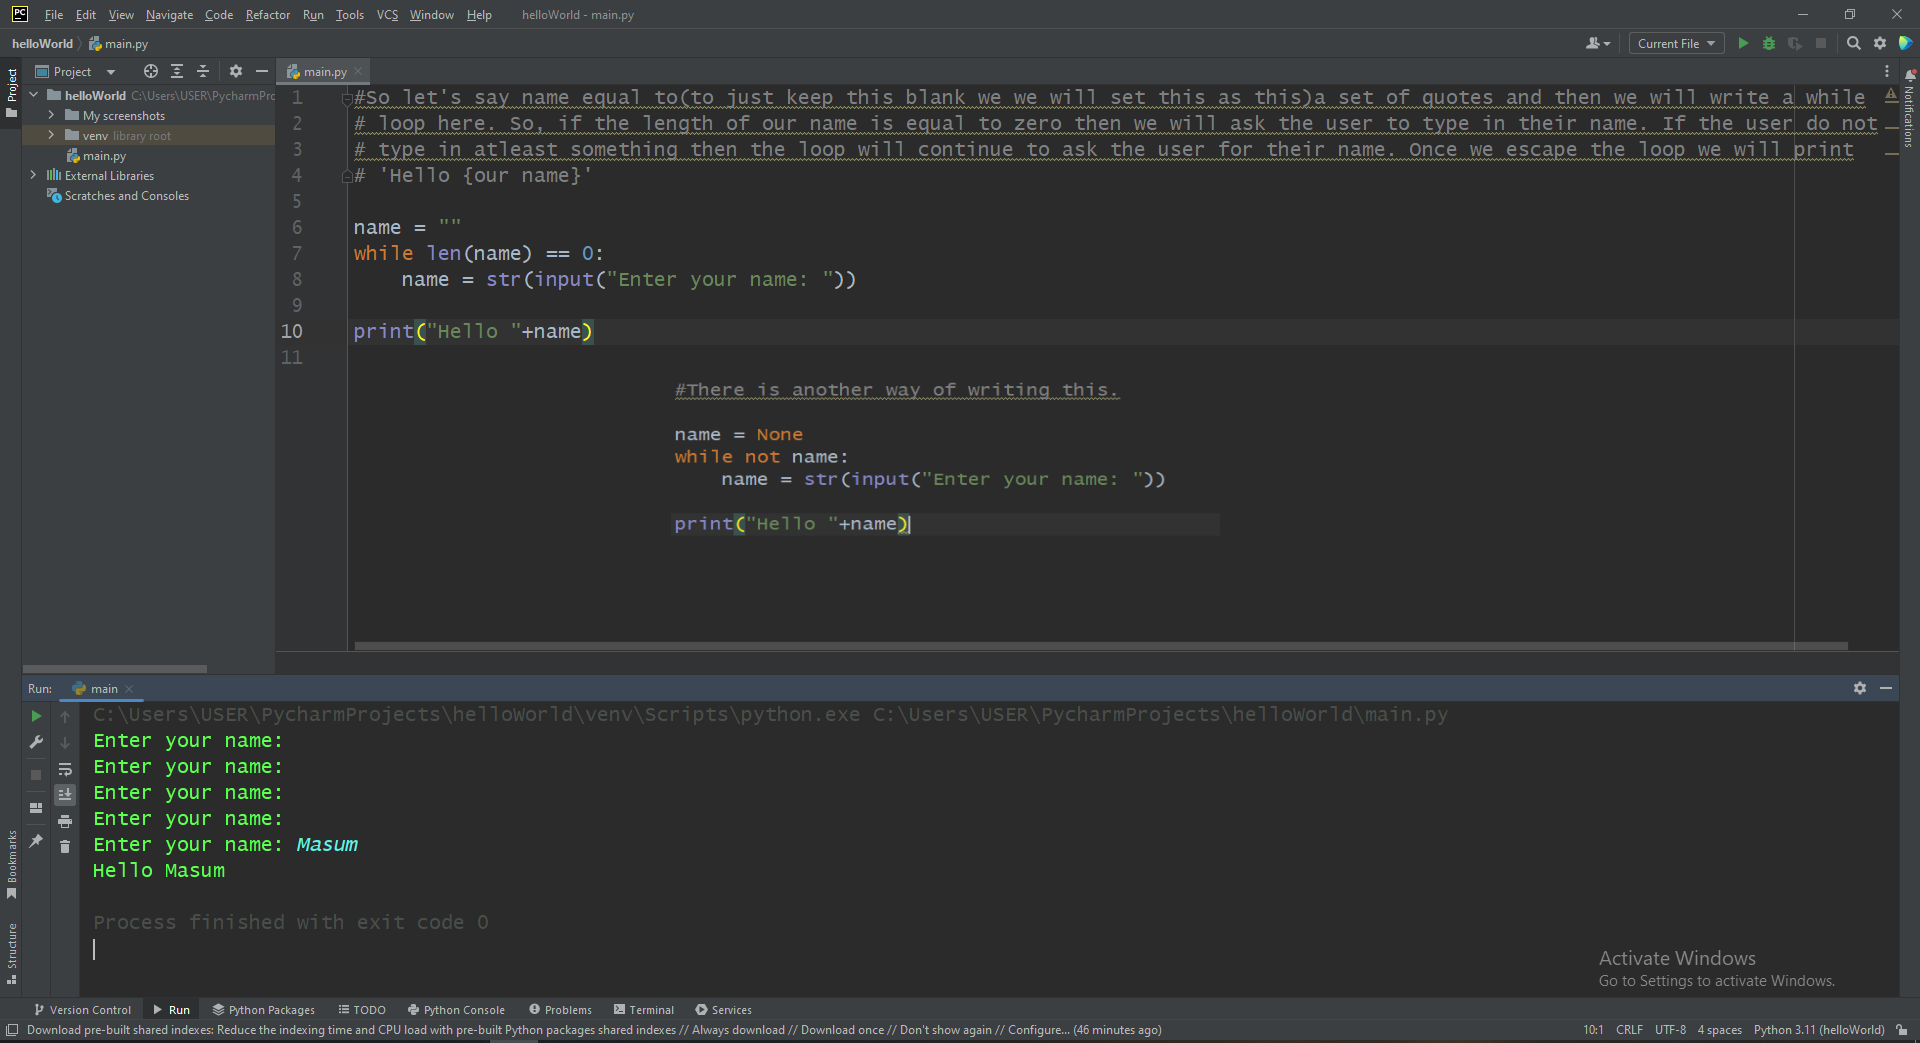 PC File Edit View Navigate Code Refactor Run Tools VCS Window Help helloWorld - main.py
helloWorld main.py Current File
Project main.py
Project
Notifications
helloWorld C:\Users\USER\PycharmPrc
My screenshots
venv library root
main.py
External Libraries
Scratches and Consoles
1 #So let's say name equal to(to just keep this blank we we will set this as this)a set of quotes and then we will write a while
2 # loop here. So, if the length of our name is equal to zero then we will ask the user to type in their name. If the user do not
3 # type in atleast something then the loop will continue to ask the user for their name. Once we escape the loop we will print
4 # 'Hello {our name}'
5
6 name = ""
7 while len(name) == 0:
8     name = str(input("Enter your name: "))
9
10 print("Hello "+name)
11
#There is another way of writing this.
name = None
while not name:
    name = str(input("Enter your name: "))
print("Hello "+name)
Run: main
C:\Users\USER\PycharmProjects\helloWorld\venv\Scripts\python.exe C:\Users\USER\PycharmProjects\helloWorld\main.py
Enter your name:
Enter your name:
Enter your name:
Enter your name:
Enter your name: Masum
Hello Masum
Process finished with exit code 0
Bookmarks
Structure
Activate Windows
Go to Settings to activate Windows.
Version Control Run Python Packages TODO Python Console Problems Terminal Services
Download pre-built shared indexes: Reduce the indexing time and CPU load with pre-built Python packages shared indexes // Always download // Download once // Don't show again // Configure... (46 minutes ago) 10:1 CRLF UTF-8 4 spaces Python 3.11 (helloWorld)